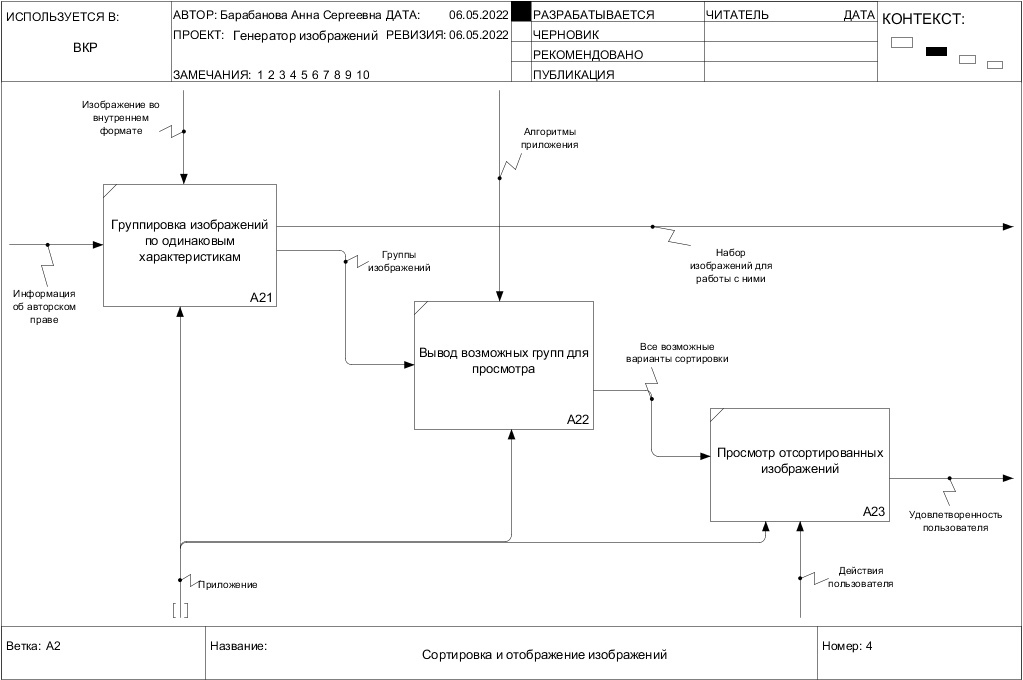 ИСПОЛЬЗУЕТСЯ В:
ВКР
АВТОР: Барабанова Анна Сергеевна ДАТА: 06.05.2022
ПРОЕКТ: Генератор изображений РЕВИЗИЯ: 06.05.2022
ЗАМЕЧАНИЯ: 1 2 3 4 5 6 7 8 9 10
РАЗРАБАТЫВАЕТСЯ
ЧЕРНОВИК
РЕКОМЕНДОВАНО
ПУБЛИКАЦИЯ
ЧИТАТЕЛЬ ДАТА
КОНТЕКСТ:
Изображение во
внутреннем
формате
Алгоритмы
приложения
Группировка изображений
по одинаковым
характеристикам
A21
Информация
об авторском
праве
Группы
изображений
Набор
изображений для
работы с ними
Вывод возможных групп для
просмотра
A22
Все возможные
варианты сортировки
Просмотр отсортированных
изображений
A23
Удовлетворенность
пользователя
Приложение
Действия
пользователя
Ветка: A2
Название:
Сортировка и отображение изображений
Номер: 4